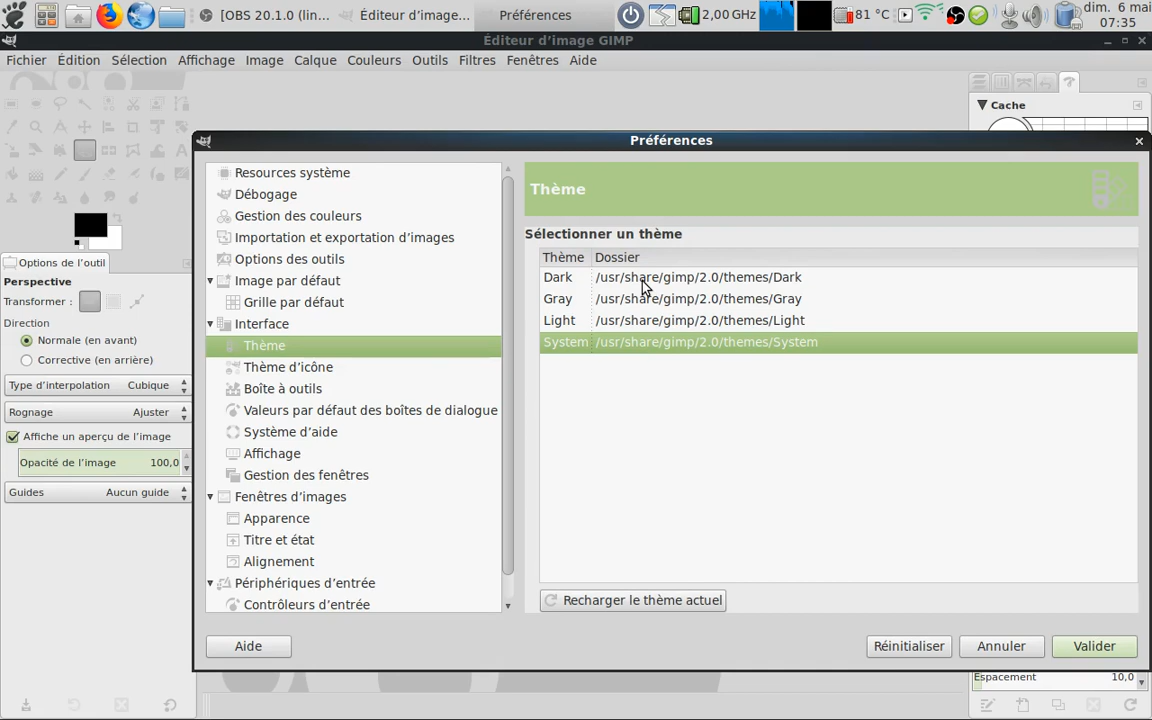 [OBS 20.1.0 (lin… Éditeur d’image… Préférences 2,00 GHz 81 °C dim. 6 mai
07:35
Éditeur d’image GIMP
Fichier Édition Sélection Affichage Image Calque Couleurs Outils Filtres Fenêtres Aide
Cache
Préférences
Resources système
Débogage
Gestion des couleurs
Importation et exportation d’images
Options des outils
Image par défaut
Grille par défaut
Interface
Thème
Thème d’icône
Boîte à outils
Valeurs par défaut des boîtes de dialogue
Système d’aide
Affichage
Gestion des fenêtres
Fenêtres d’images
Apparence
Titre et état
Alignement
Périphériques d’entrée
Contrôleurs d’entrée
Thème
Sélectionner un thème
Thème Dossier
Dark /usr/share/gimp/2.0/themes/Dark
Gray /usr/share/gimp/2.0/themes/Gray
Light /usr/share/gimp/2.0/themes/Light
System /usr/share/gimp/2.0/themes/System
Recharger le thème actuel
Aide Réinitialiser Annuler Valider
Options de l’outil
Perspective
Transformer :
Direction
Normale (en avant)
Corrective (en arrière)
Type d’interpolation Cubique
Rognage Ajuster
Affiche un aperçu de l’image
Opacité de l’image 100,0
Guides Aucun guide
Espacement 10,0